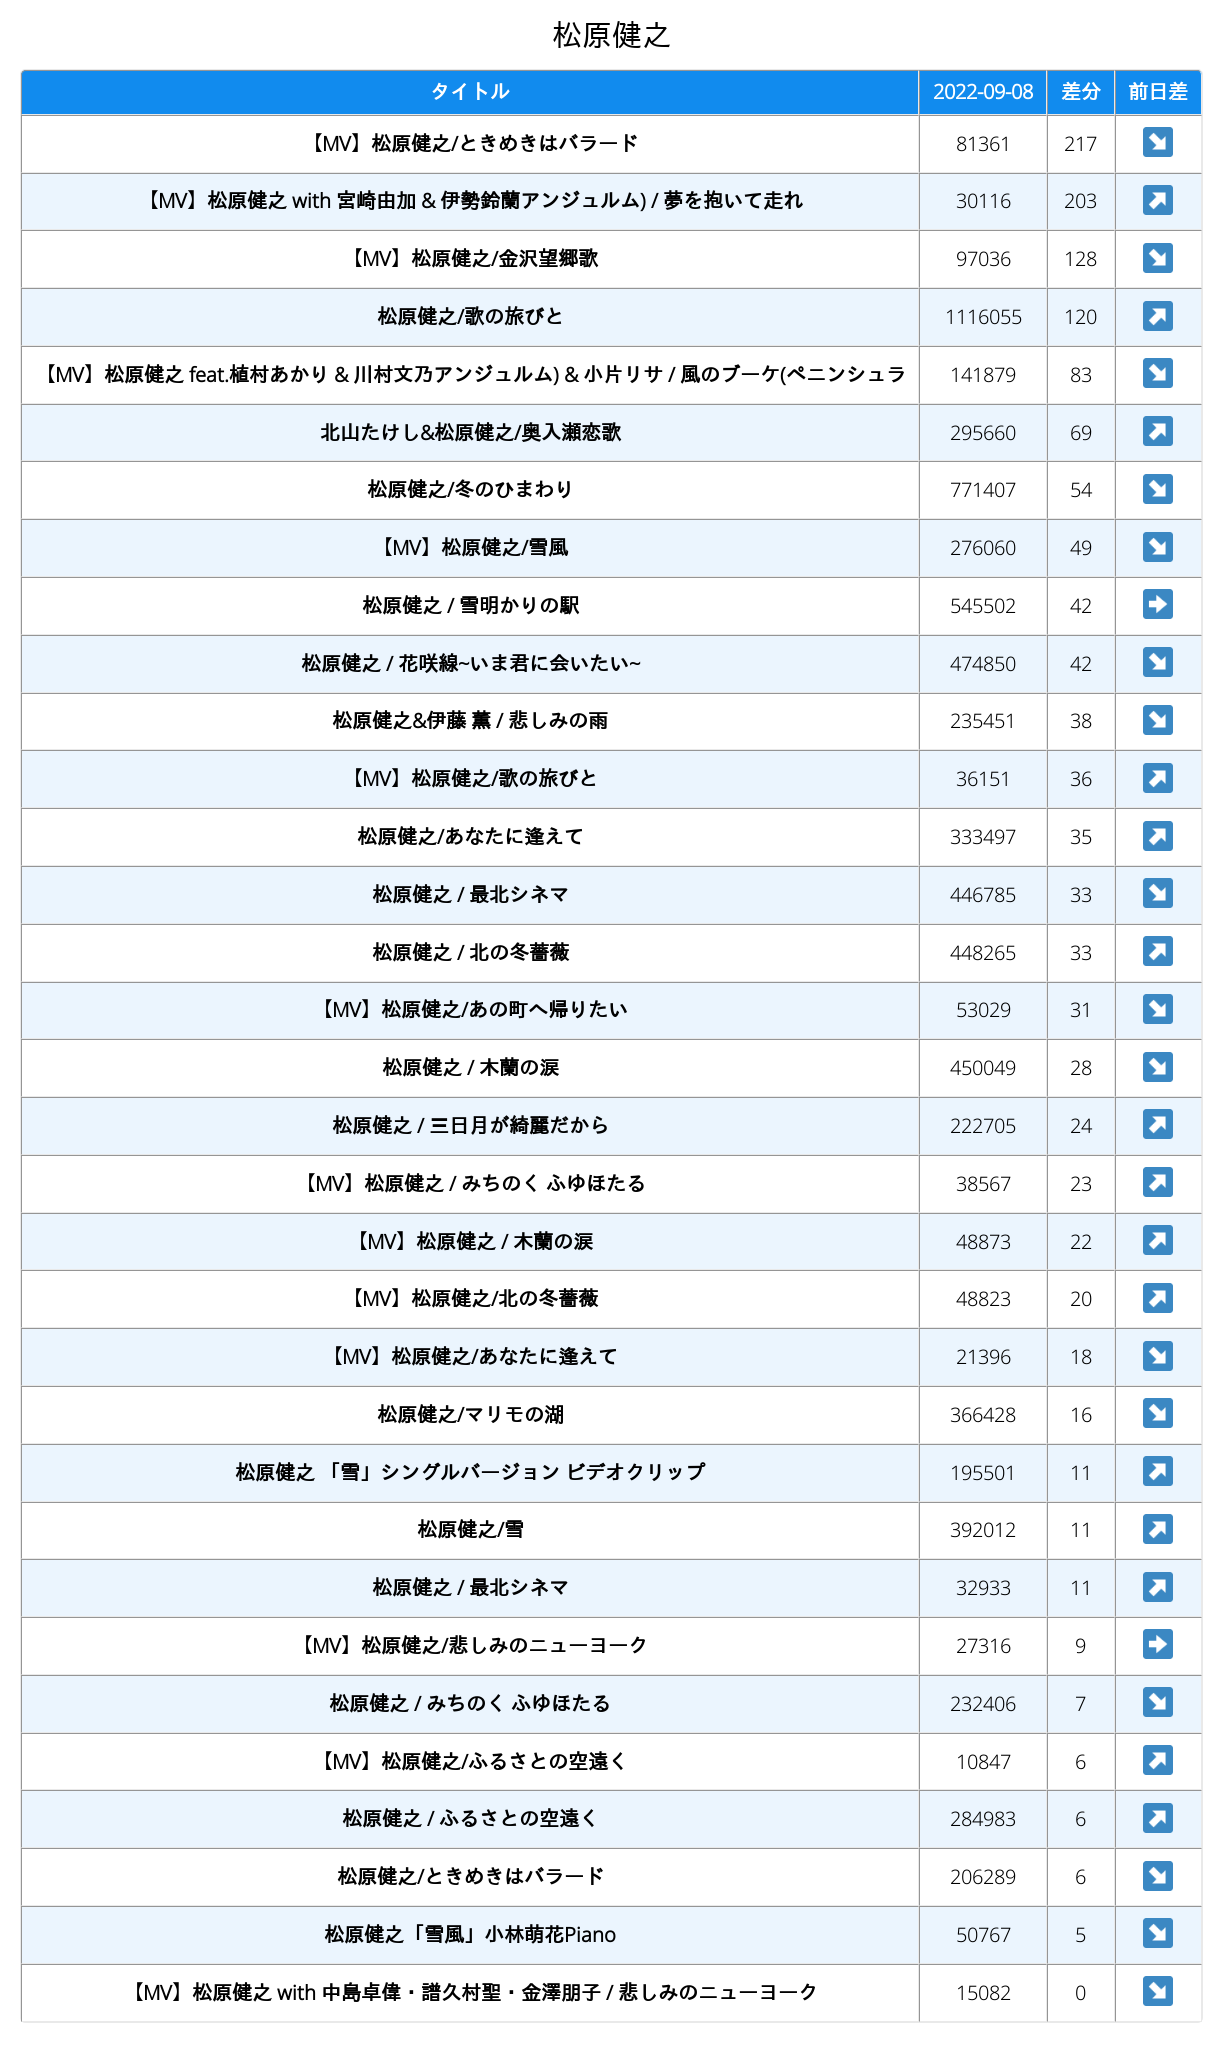 松原健之
タイトル 2022-09-08 差分 前日差
【MV】松原健之/ときめきはバラード 81361 217 ↘
【MV】松原健之 with 宮崎由加 & 伊勢鈴蘭アンジュルム) / 夢を抱いて走れ 30116 203 ↗
【MV】松原健之/金沢望郷歌 97036 128 ↘
松原健之/歌の旅びと 1116055 120 ↗
【MV】松原健之 feat.植村あかり & 川村文乃アンジュルム) & 小片リサ / 風のブーケ(ペニンシュラ 141879 83 ↘
北山たけし&松原健之/奥入瀬恋歌 295660 69 ↗
松原健之/冬のひまわり 771407 54 ↘
【MV】松原健之/雪風 276060 49 ↘
松原健之 / 雪明かりの駅 545502 42 ➡
松原健之 / 花咲線~いま君に会いたい~ 474850 42 ↘
松原健之&伊藤 薫 / 悲しみの雨 235451 38 ↘
【MV】松原健之/歌の旅びと 36151 36 ↗
松原健之/あなたに逢えて 333497 35 ↗
松原健之 / 最北シネマ 446785 33 ↘
松原健之 / 北の冬薔薇 448265 33 ↗
【MV】松原健之/あの町へ帰りたい 53029 31 ↘
松原健之 / 木蘭の涙 450049 28 ↘
松原健之 / 三日月が綺麗だから 222705 24 ↗
【MV】松原健之 / みちのく ふゆほたる 38567 23 ↗
【MV】松原健之 / 木蘭の涙 48873 22 ↗
【MV】松原健之/北の冬薔薇 48823 20 ↗
【MV】松原健之/あなたに逢えて 21396 18 ↘
松原健之/マリモの湖 366428 16 ↘
松原健之 「雪」シングルバージョン ビデオクリップ 195501 11 ↗
松原健之/雪 392012 11 ↗
松原健之 / 最北シネマ 32933 11 ↗
【MV】松原健之/悲しみのニューヨーク 27316 9 ➡
松原健之 / みちのく ふゆほたる 232406 7 ↘
【MV】松原健之/ふるさとの空遠く 10847 6 ↗
松原健之 / ふるさとの空遠く 284983 6 ↗
松原健之/ときめきはバラード 206289 6 ↘
松原健之「雪風」小林萌花Piano 50767 5 ↘
【MV】松原健之 with 中島卓偉・譜久村聖・金澤朋子 / 悲しみのニューヨーク 15082 0 ↘